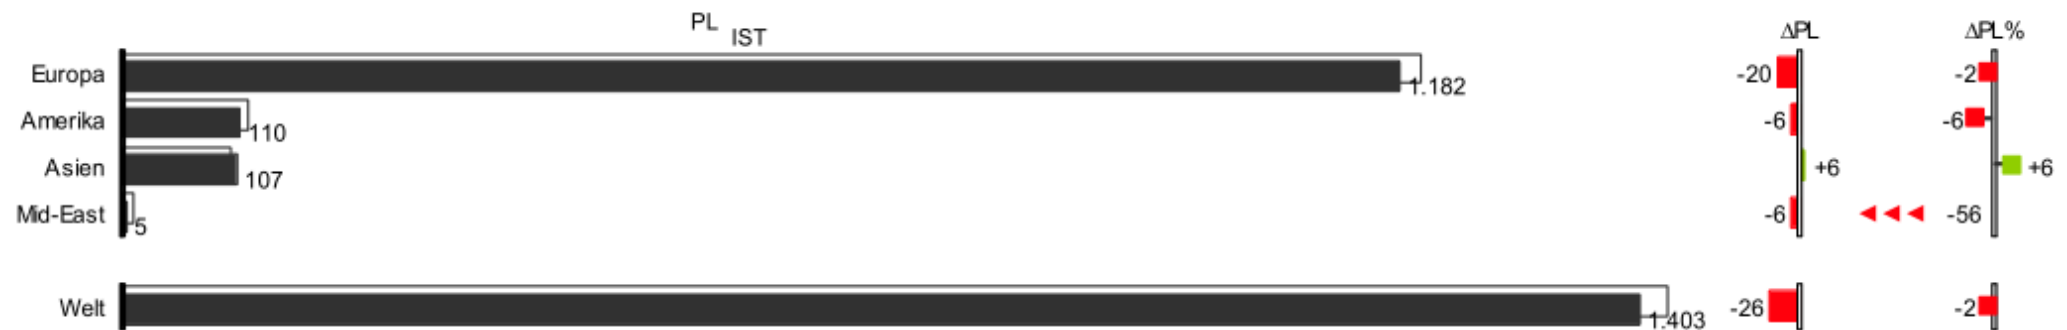 PL IST ΔPL ΔPL%
Europa 1.182 -20 -2
Amerika 110 -6 -6
Asien 107 +6 +6
Mid-East 5 -6 -56
Welt 1.403 -26 -2